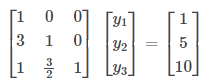 1 0 0 y₁ 1
3 1 0 y₂ = 5
1 3/2 1 y₃ 10